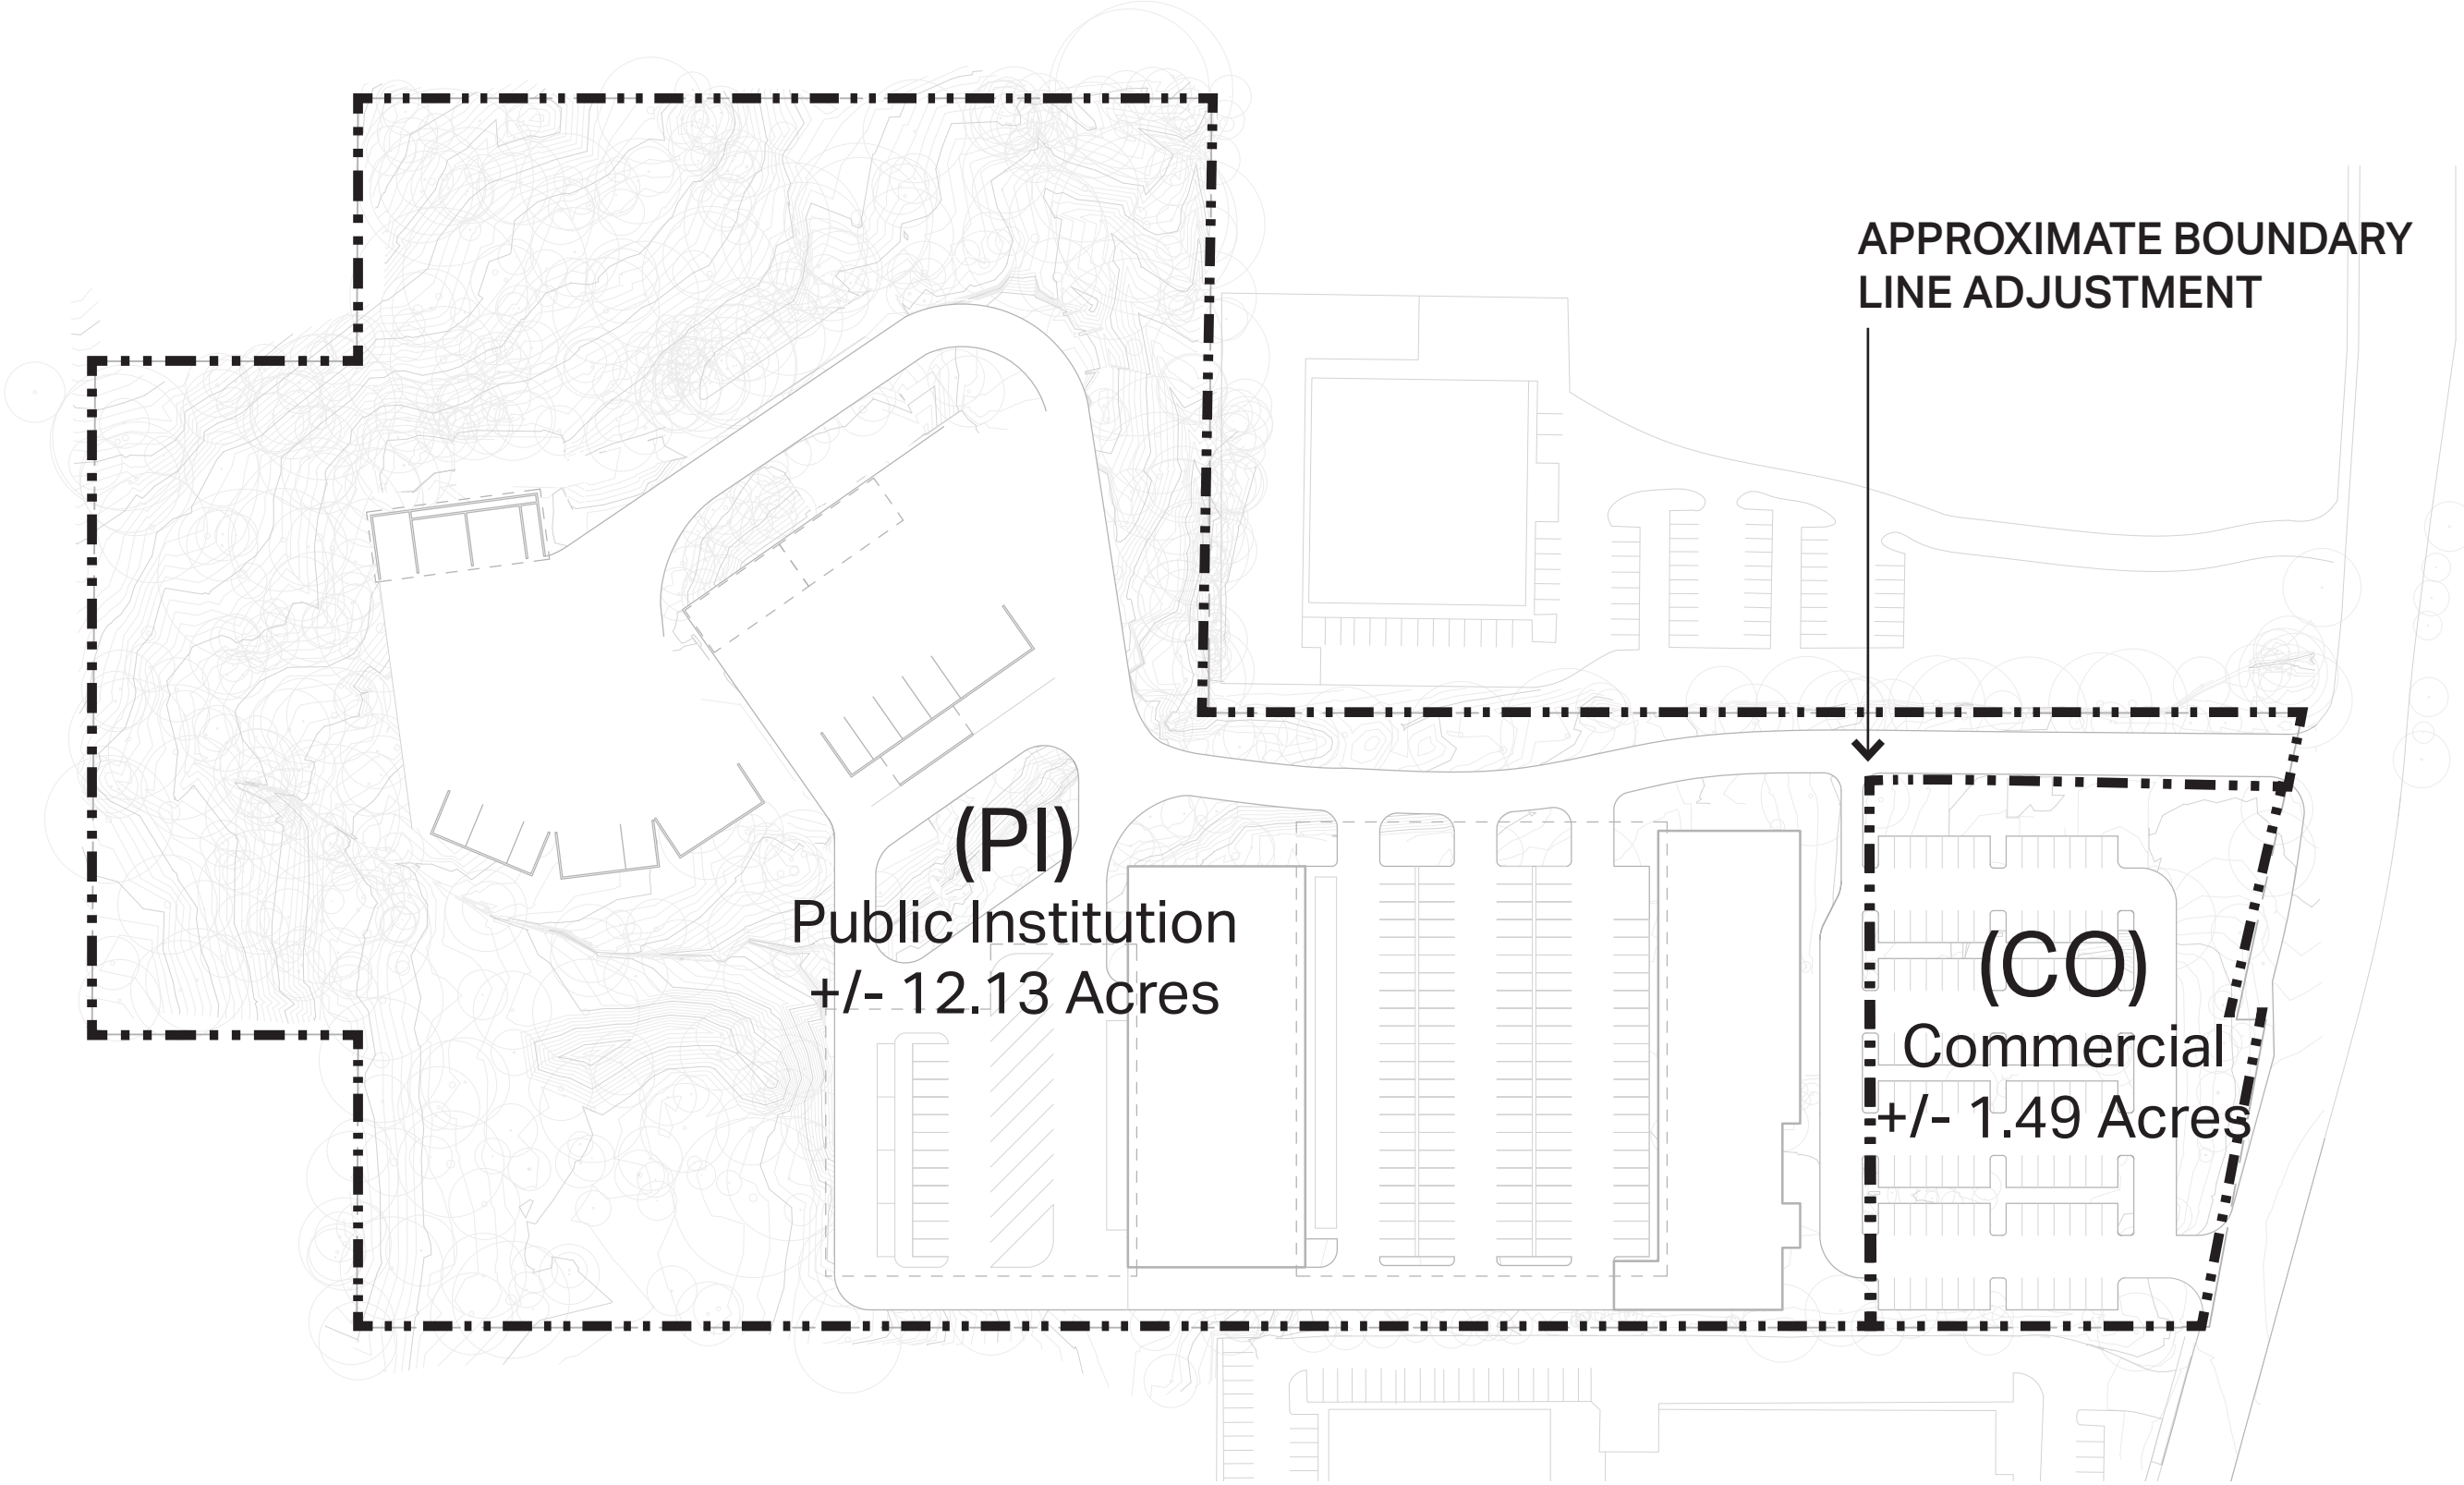 APPROXIMATE BOUNDARY
LINE ADJUSTMENT
(PI)
Public Institution
+/- 12.13 Acres
(CO)
Commercial
+/- 1.49 Acres